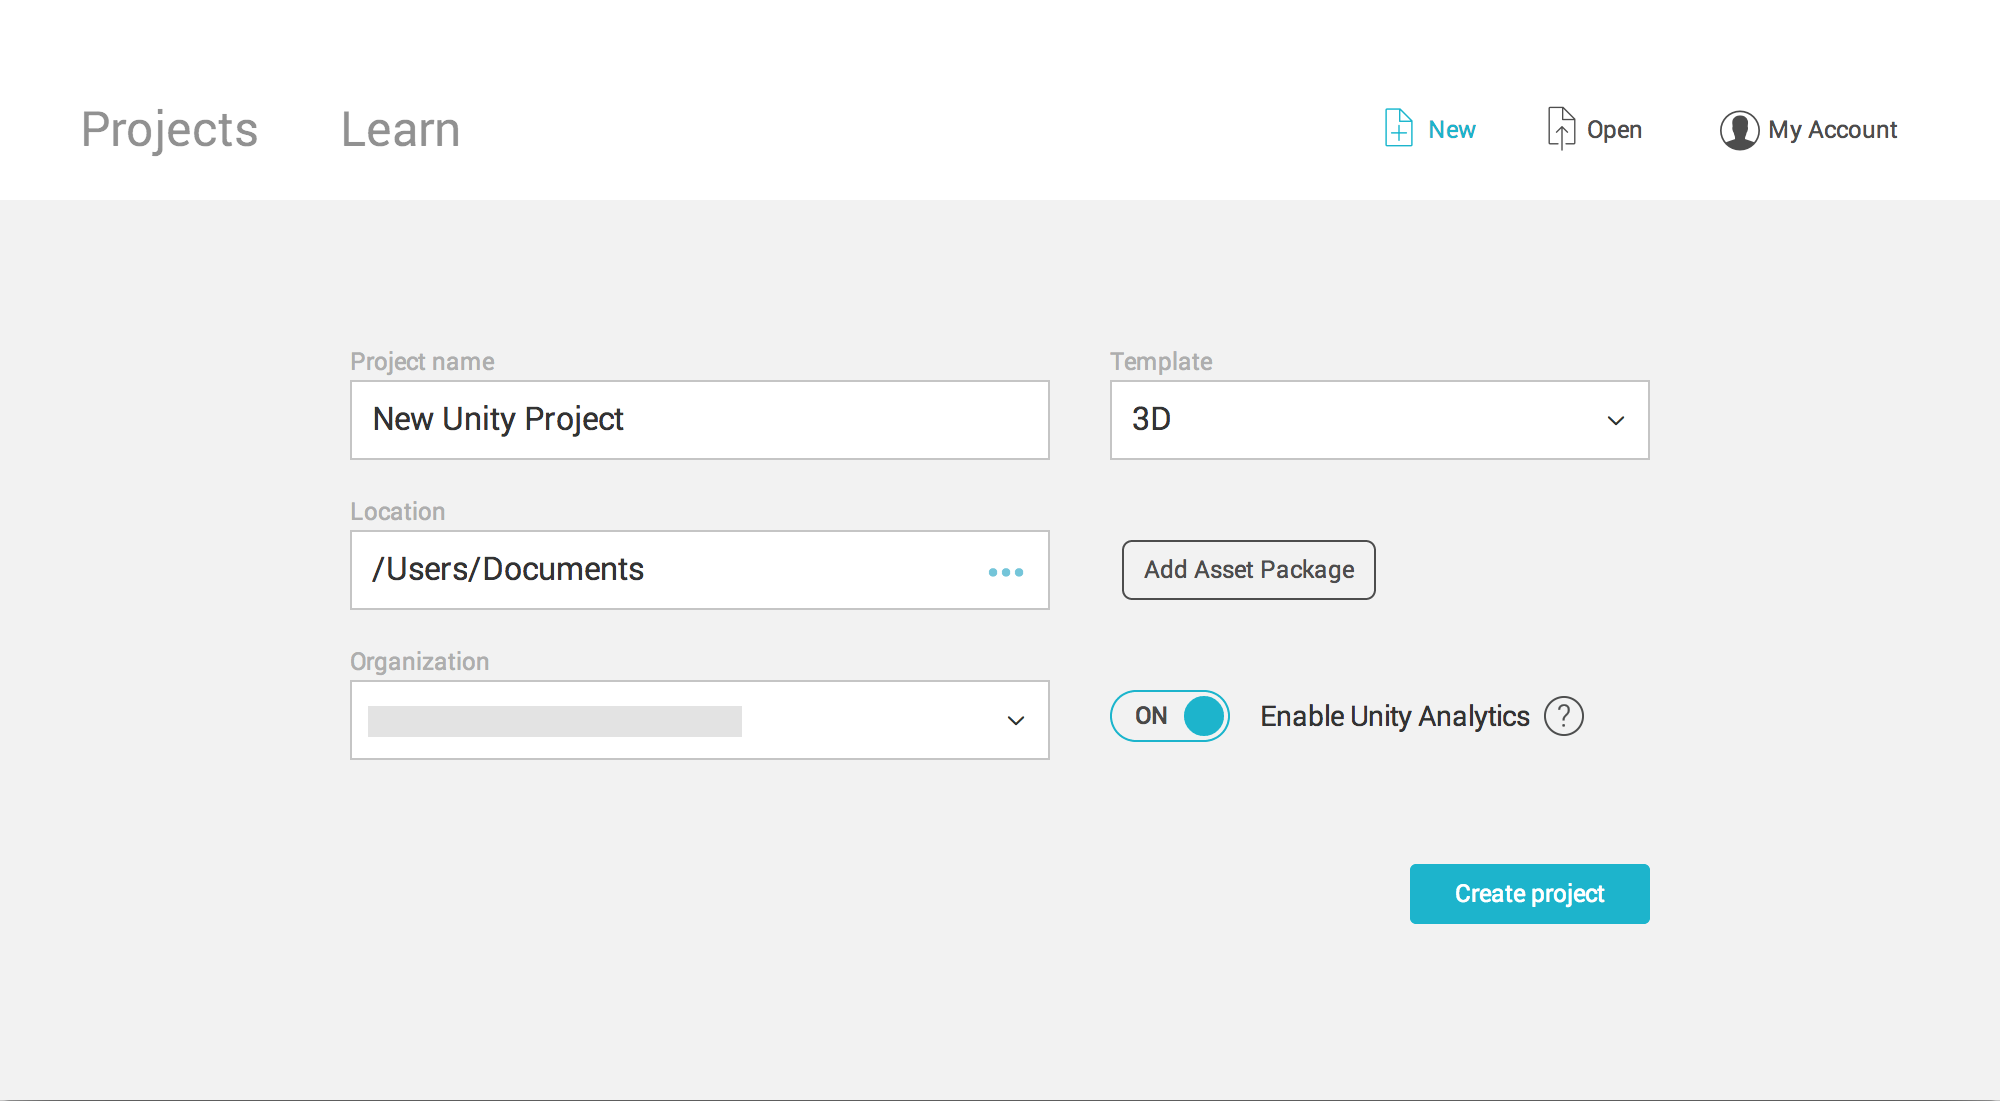 Projects Learn New Open My Account
Project name
New Unity Project
Template
3D
Location
/Users/Documents
Add Asset Package
Organization
ON Enable Unity Analytics ?
Create project